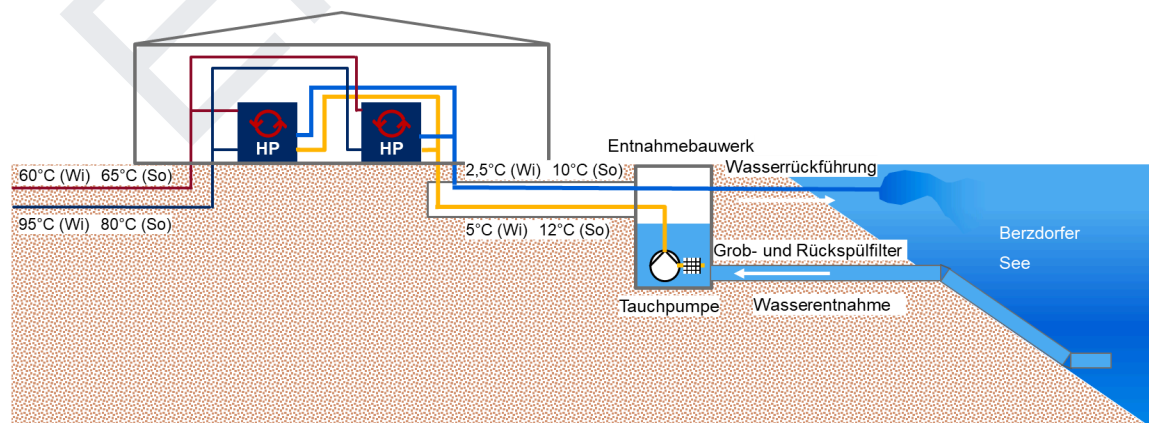 HP
HP
Entnahmebauwerk
60°C (Wi) 65°C (So)
2,5°C (Wi) 10°C (So)
Wasserrückführung
95°C (Wi) 80°C (So)
5°C (Wi) 12°C (So)
Berzdorfer
See
Grob- und Rückspülfilter
Tauchpumpe
Wasserentnahme